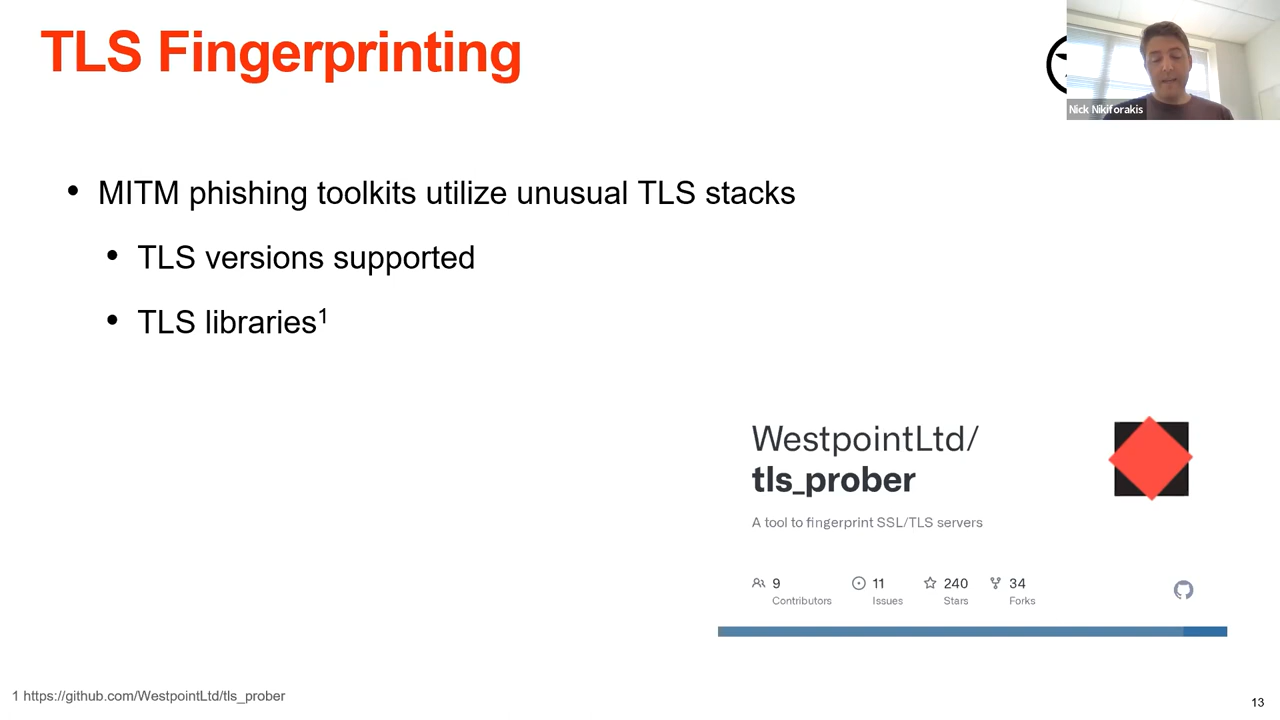 TLS Fingerprinting
Nick Nikiforakis
• MITM phishing toolkits utilize unusual TLS stacks
• TLS versions supported
• TLS libraries¹
WestpointLtd/
tls_prober
A tool to fingerprint SSL/TLS servers
9 Contributors
11 Issues
240 Stars
34 Forks
1 https://github.com/WestpointLtd/tls_prober
13